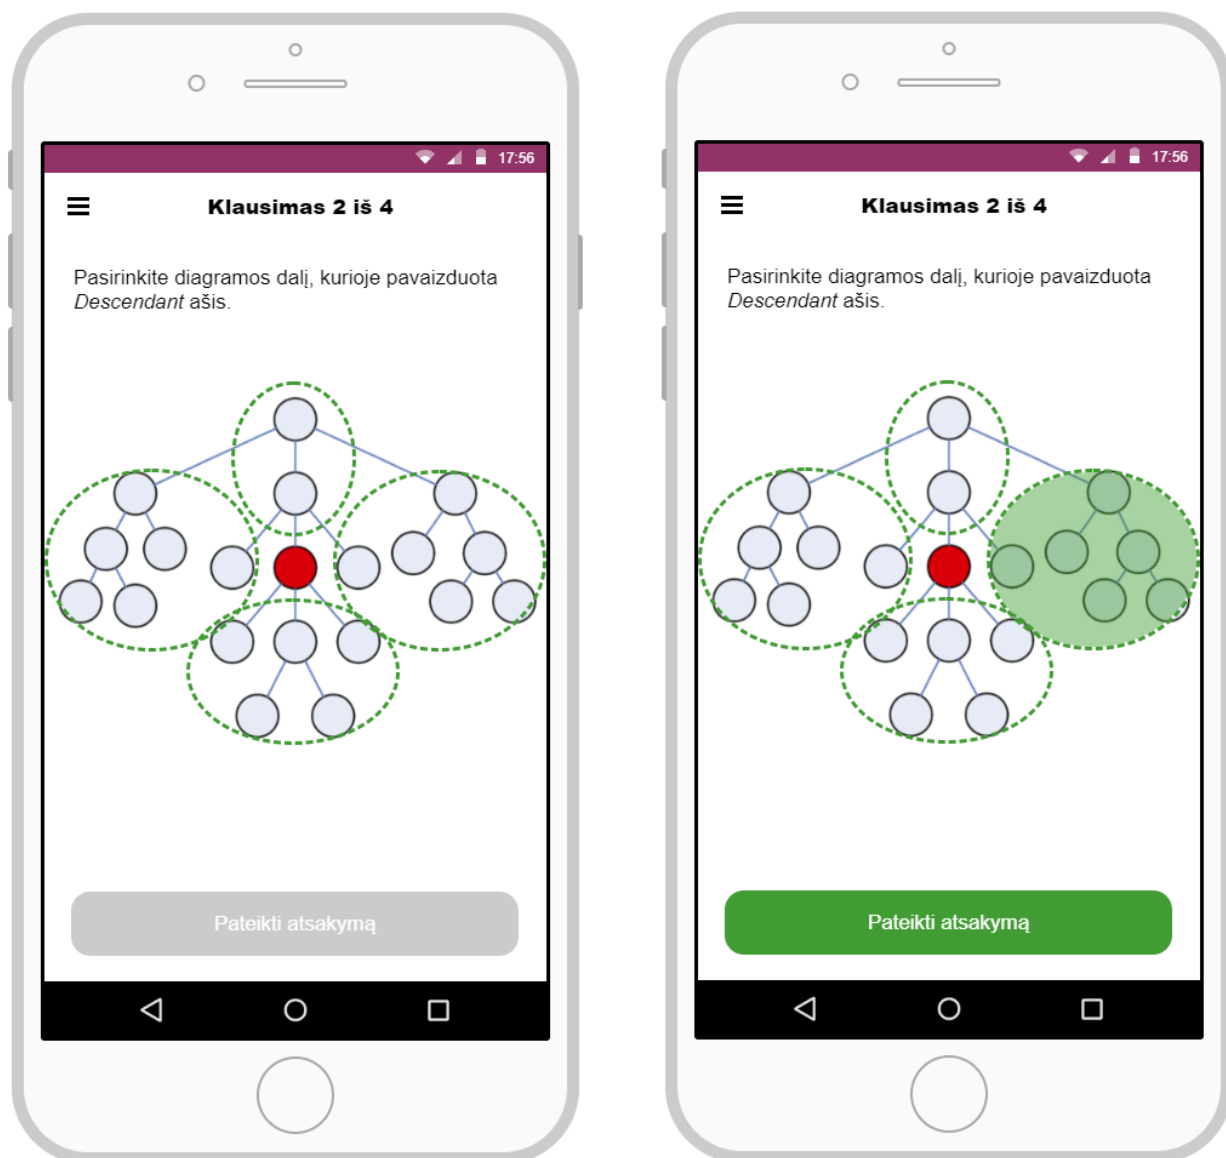 17:56
Klausimas 2 iš 4
Pasirinkite diagramos dalį, kurioje pavaizduota
Descendant ašis.
Pateikti atsakymą
17:56
Klausimas 2 iš 4
Pasirinkite diagramos dalį, kurioje pavaizduota
Descendant ašis.
Pateikti atsakymą